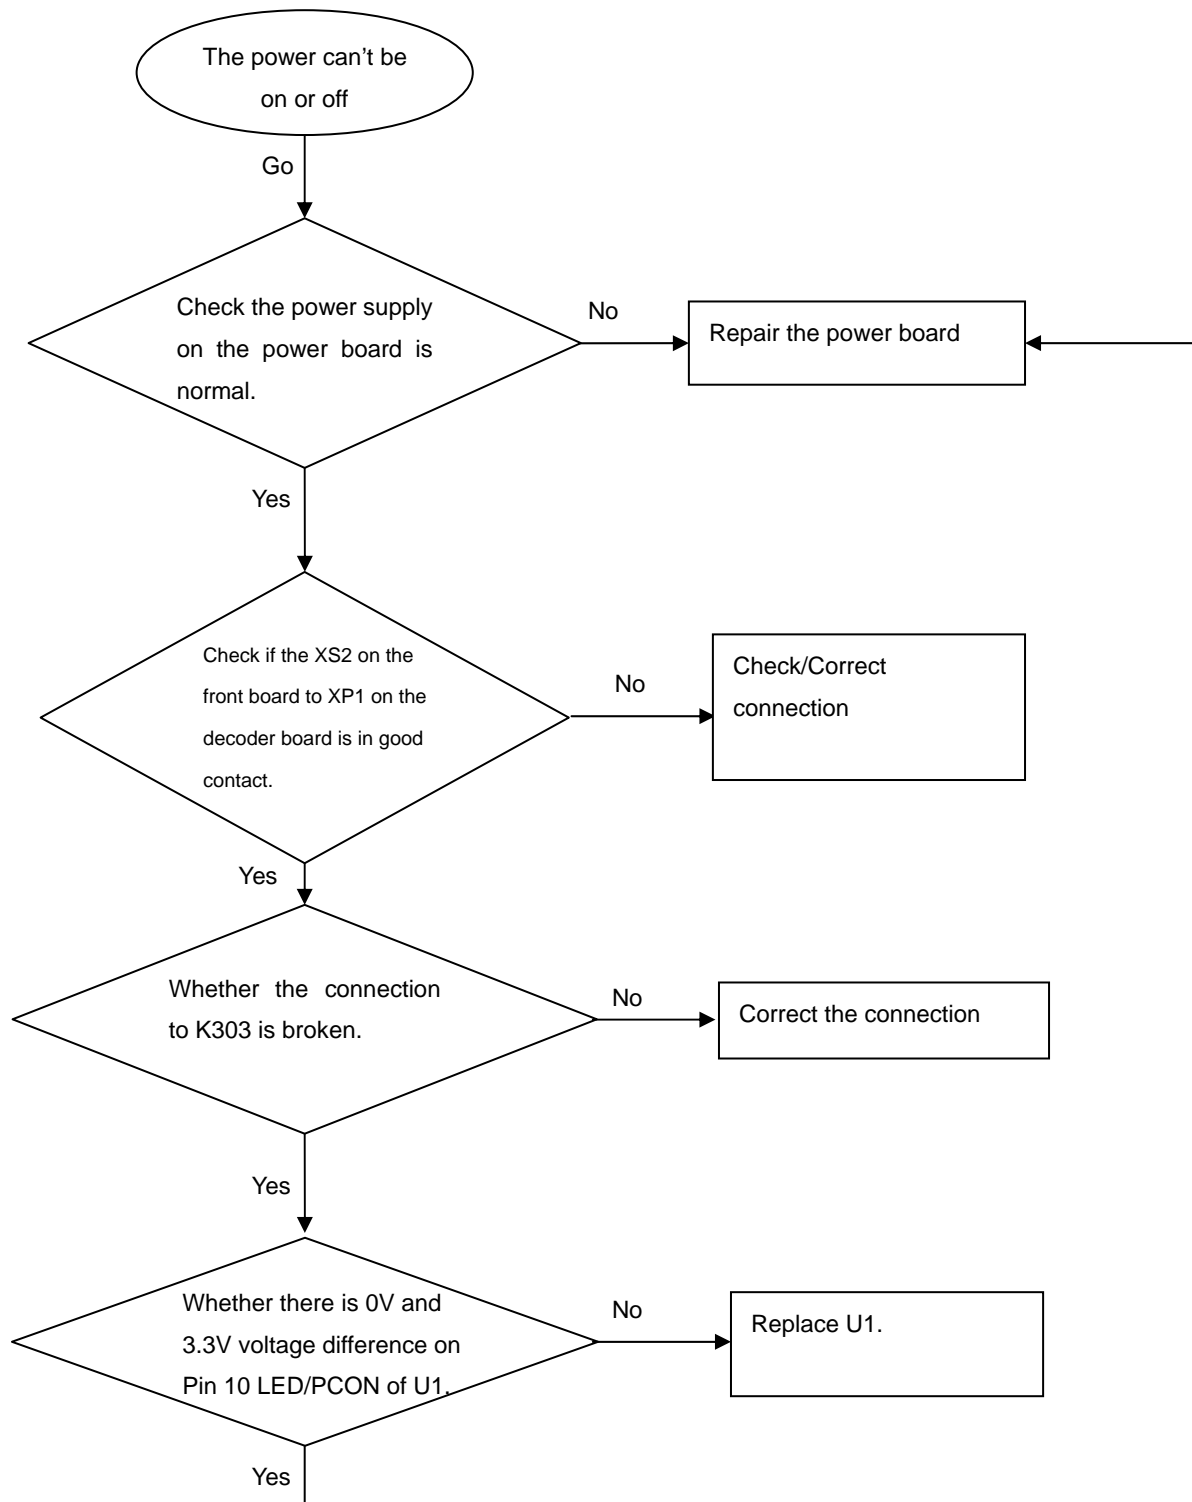 The power can’t be
on or off
Go
Check the power supply
on the power board is
normal.
No
Repair the power board
Yes
Check if the XS2 on the
front board to XP1 on the
decoder board is in good
contact.
No
Check/Correct
connection
Yes
Whether the connection
to K303 is broken.
No
Correct the connection
Yes
Whether there is 0V and
3.3V voltage difference on
Pin 10 LED/PCON of U1.
No
Replace U1.
Yes